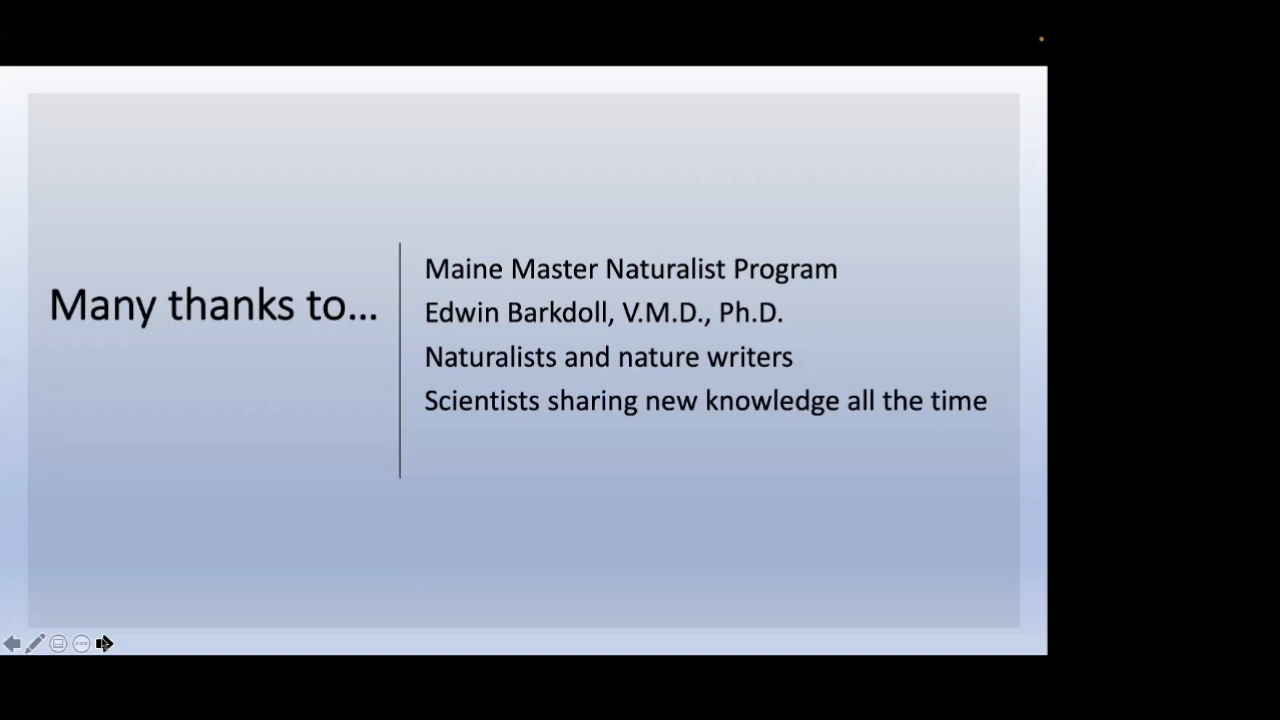 Many thanks to...
Maine Master Naturalist Program
Edwin Barkdoll, V.M.D., Ph.D.
Naturalists and nature writers
Scientists sharing new knowledge all the time